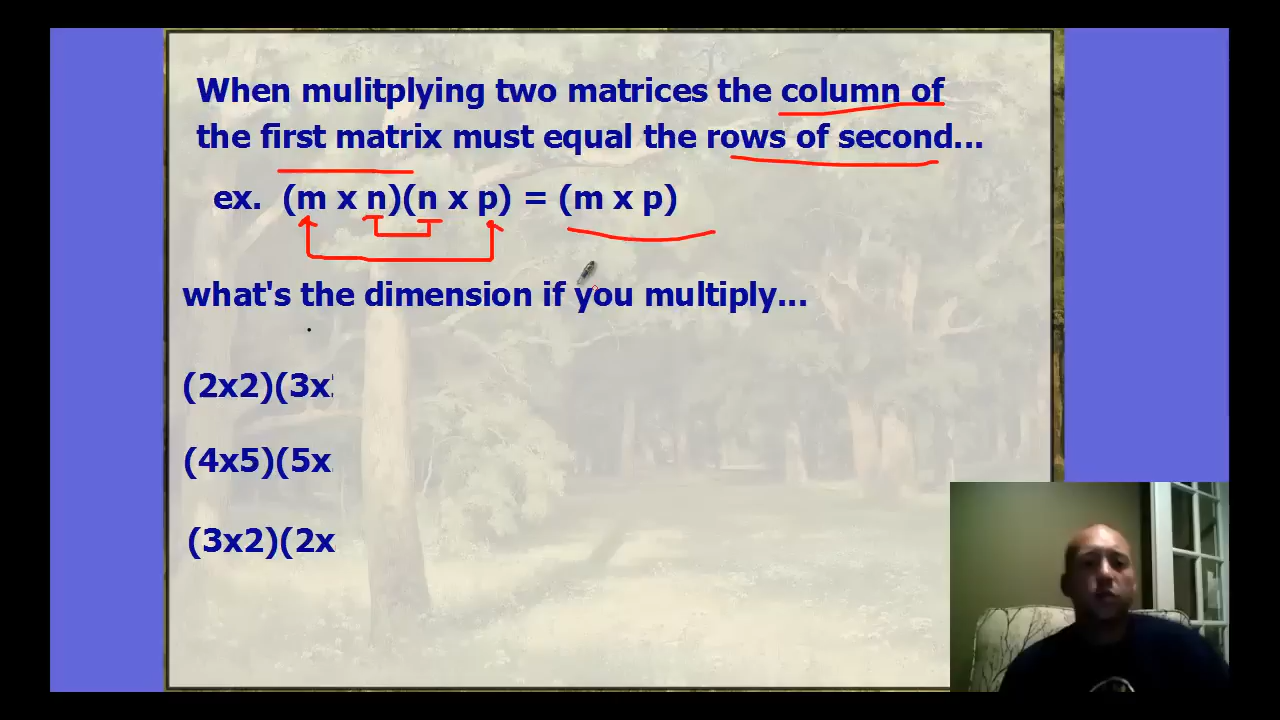 When mulitplying two matrices the column of
the first matrix must equal the rows of second...
ex. (m x n)(n x p) = (m x p)
what's the dimension if you multiply...
(2x2)(3x
(4x5)(5x
(3x2)(2x